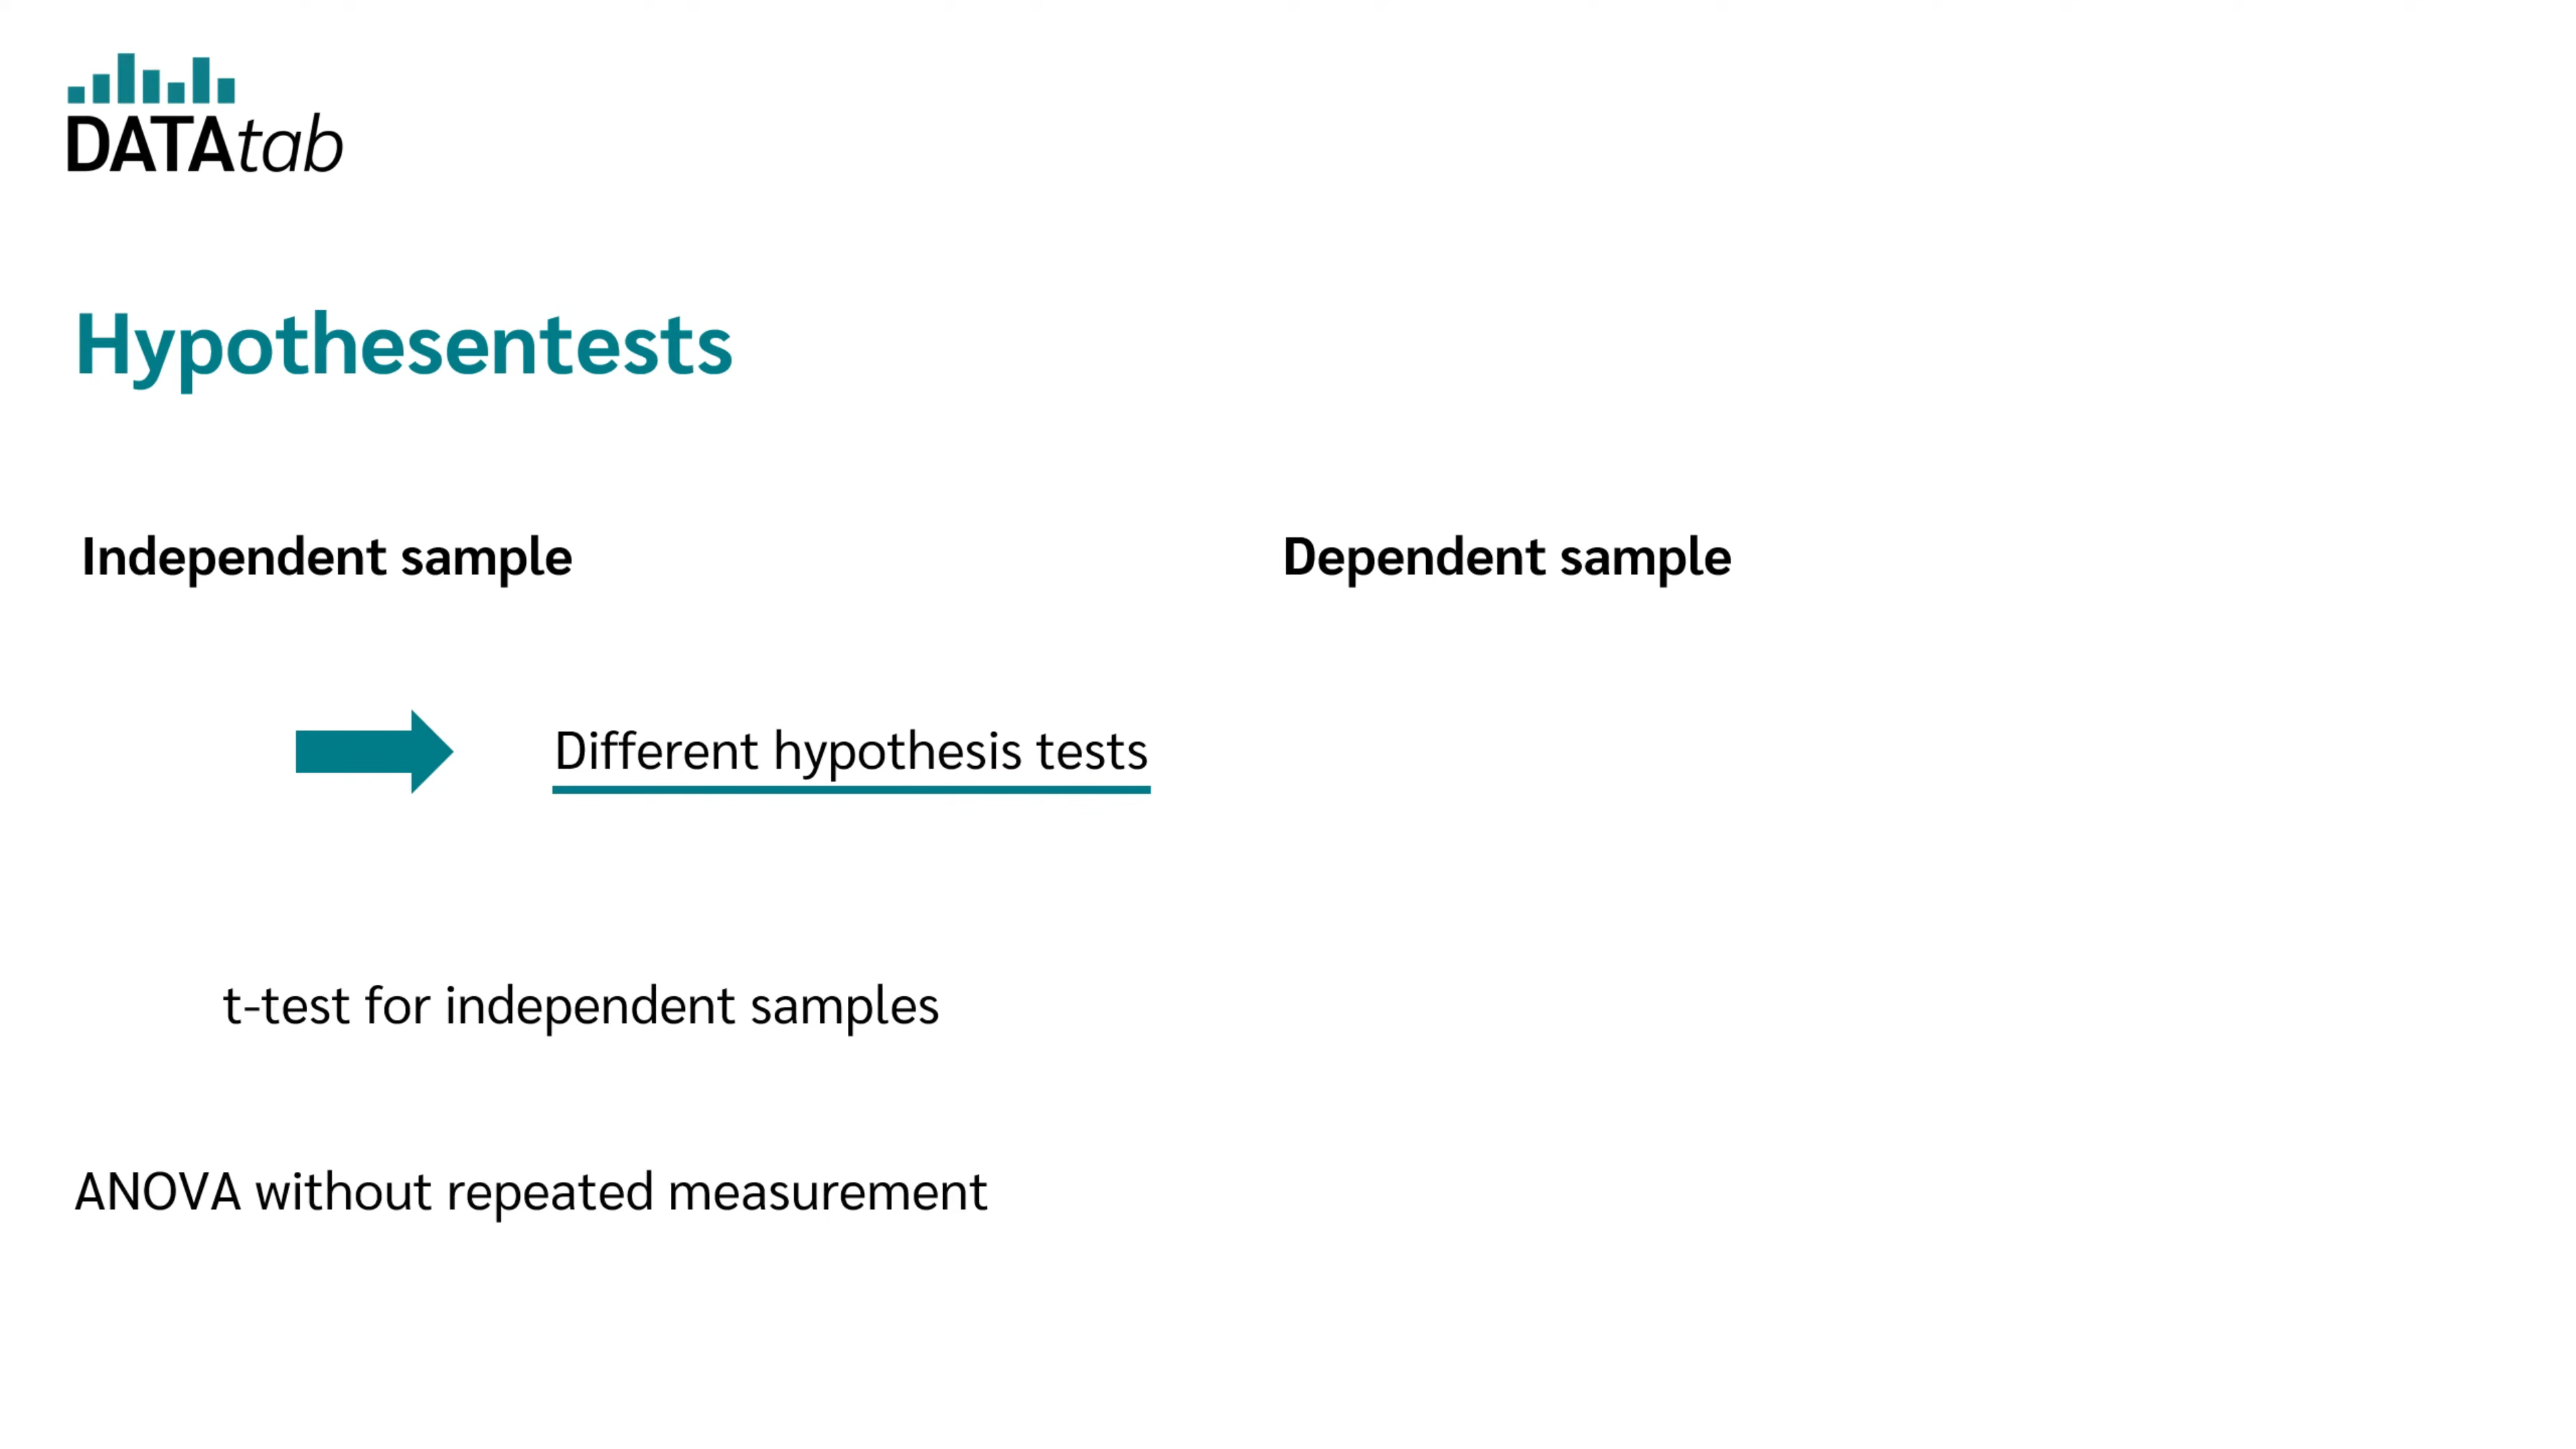 DATAtab
Hypothesentests
Independent sample
Dependent sample
Different hypothesis tests
t-test for independent samples
ANOVA without repeated measurement